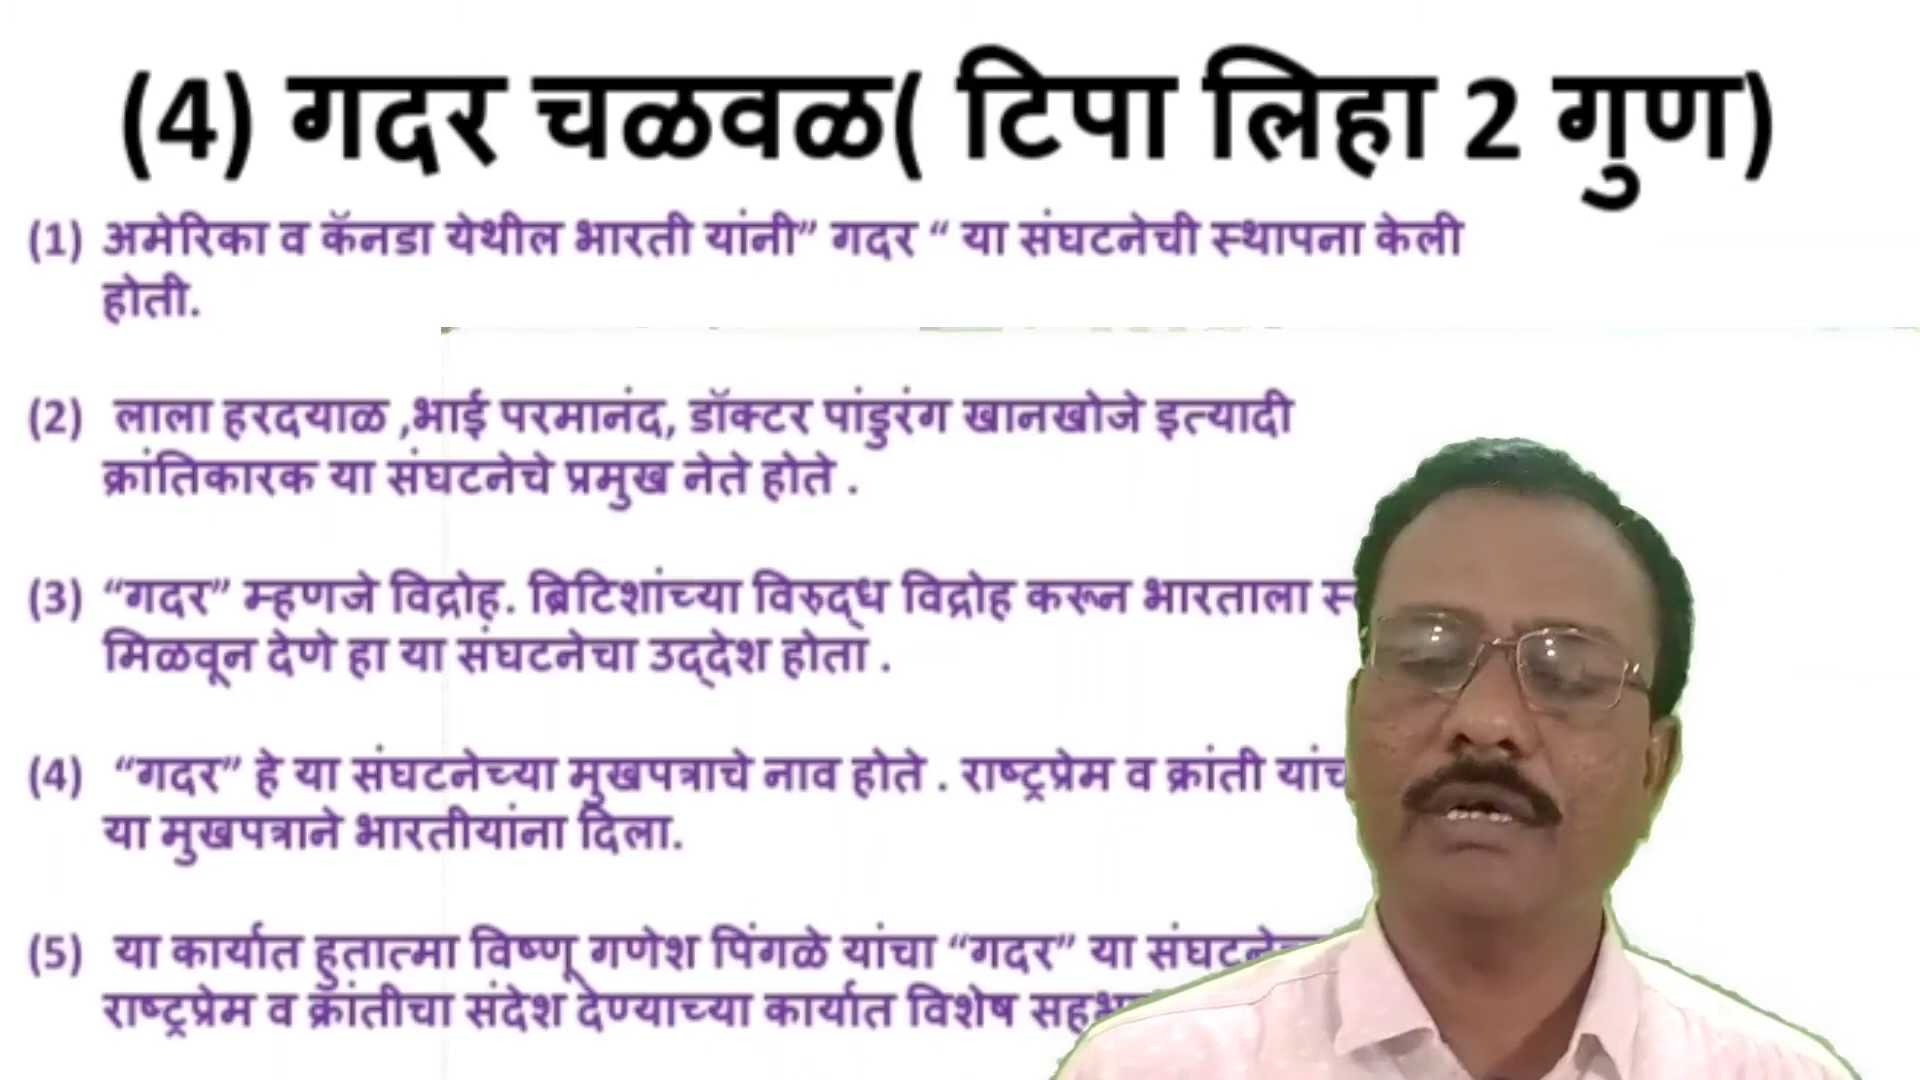 (4) गदर चळवळ( टिपा लिहा 2 गुण)
(1) अमेरिका व कॅनडा येथील भारती यांनी” गदर “ या संघटनेची स्थापना केली
होती.
(2) लाला हरदयाळ ,भाई परमानंद, डॉक्टर पांडुरंग खानखोजे इत्यादी
क्रांतिकारक या संघटनेचे प्रमुख नेते होते .
(3) “गदर” म्हणजे विद्रोह. ब्रिटिशांच्या विरुद्ध विद्रोह करून भारताला
मिळवून देणे हा या संघटनेचा उद्देश होता .
(4) “गदर” हे या संघटनेच्या मुखपत्राचे नाव होते . राष्ट्रप्रेम व क्रांती
या मुखपत्राने भारतीयांना दिला.
(5) या कार्यात हुतात्मा विष्णू गणेश पिंगळे यांचा “गदर” या
राष्ट्रप्रेम व क्रांतीचा संदेश देण्याच्या कार्यात विशेष